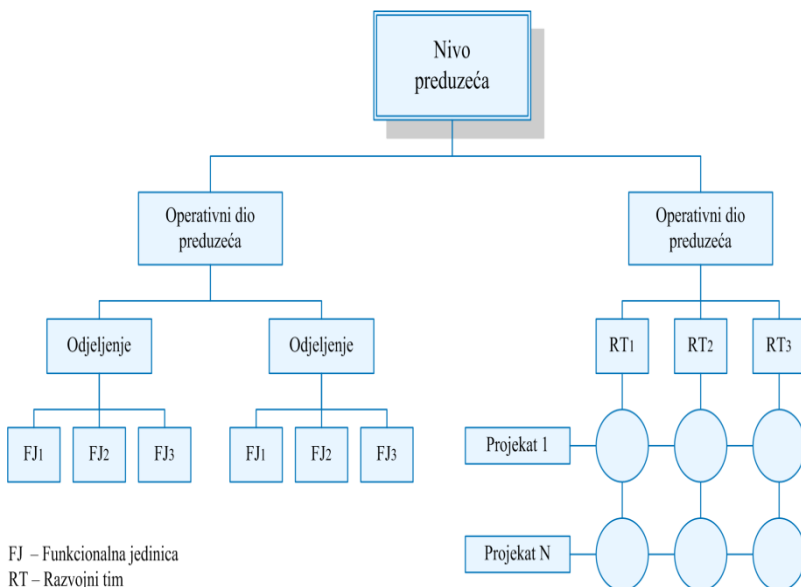 Nivo
preduzeća
Operativni dio
preduzeća
Operativni dio
preduzeća
Odjeljenje
Odjeljenje
RT1
RT2
RT3
FJ1
FJ2
FJ3
FJ1
FJ2
FJ3
Projekat 1
Projekat N
FJ – Funkcionalna jedinica
RT – Razvojni tim